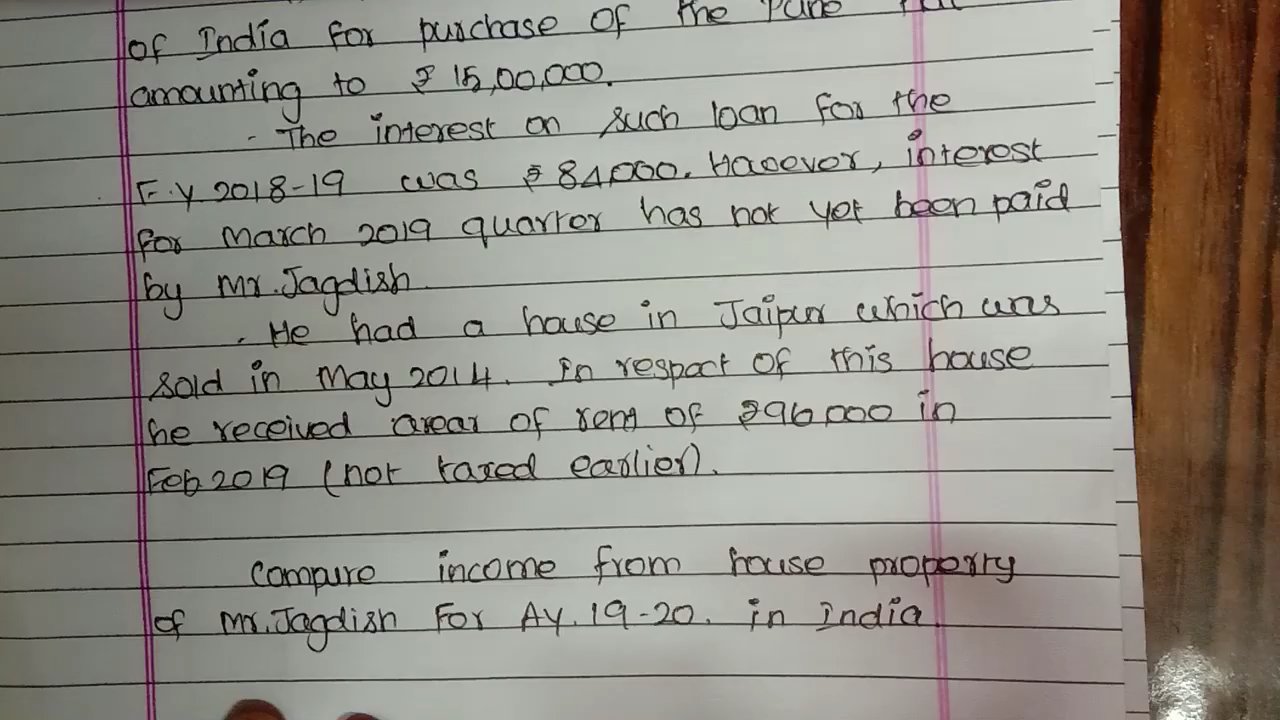 of India for purchase of the Pune
amounting to ₹ 15,00,000.
- The interest on such loan for the
F.Y 2018-19 was ₹ 84000. However, interest
for March 2019 quarter has not yet been paid
by Mr. Jagdish.
. He had a house in Jaipur which was
sold in May 2014. In respect of this house
he received arear of rent of ₹96000 in
Feb 2019 (not taxed earlier).
Compure income from house property
of Mr. Jagdish For AY. 19-20. in India.